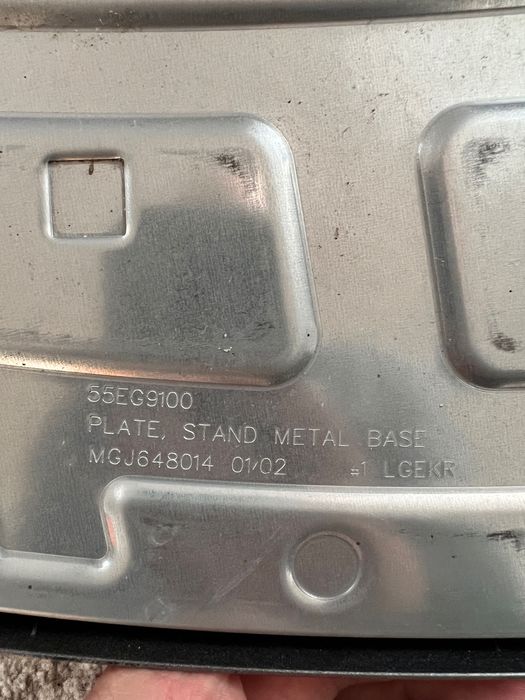 55EG9100
PLATE, STAND METAL BASE
MGJ648014 01/02 #1 LGEKR